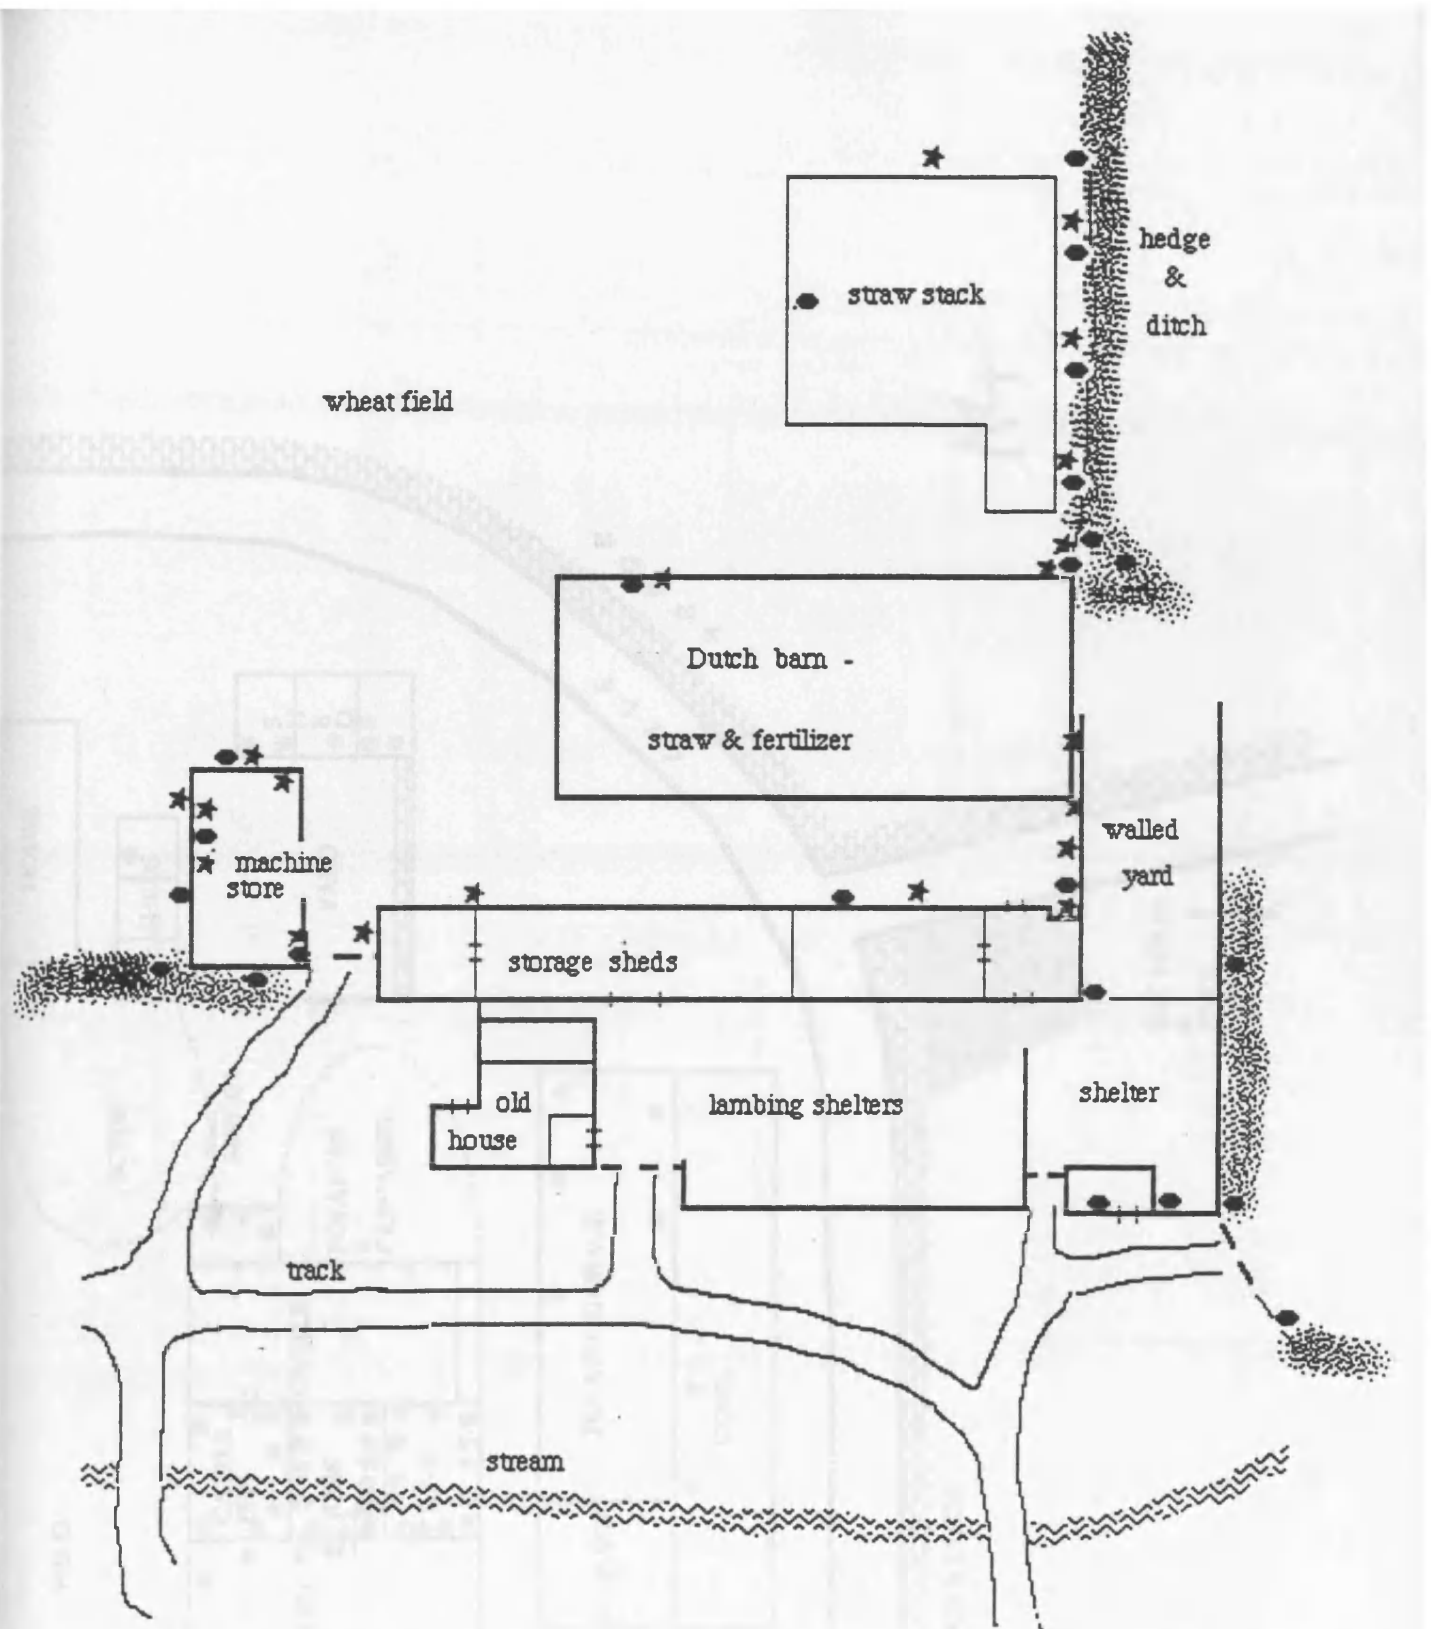 hedge
&
ditch
straw stack
wheat field
Dutch barn -
straw & fertilizer
walled
yard
machine
store
storage sheds
old
house
lambing shelters
shelter
track
stream